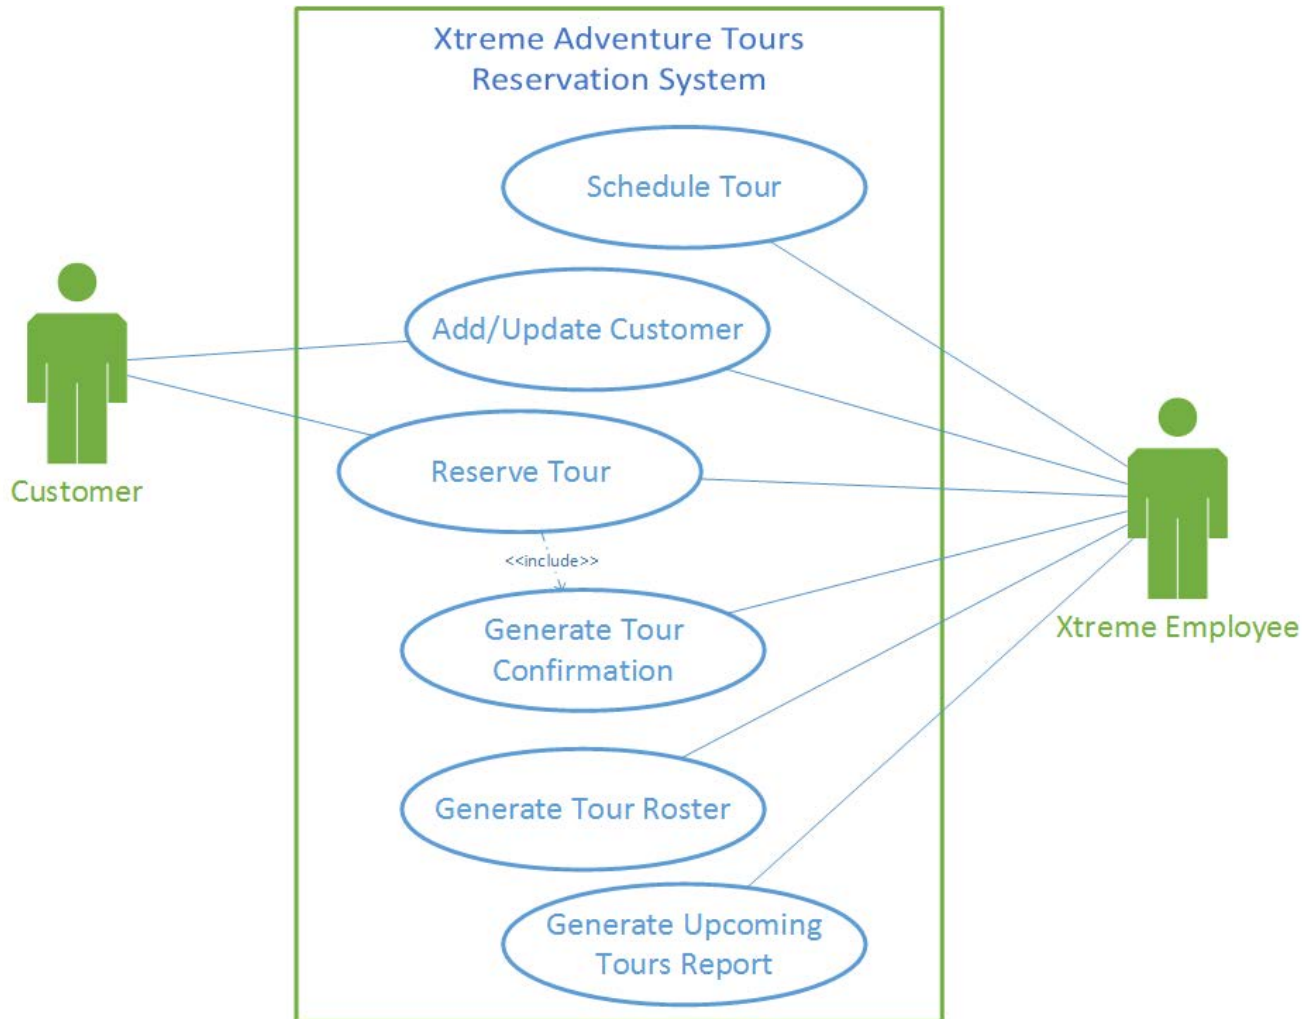 Xtreme Adventure Tours
Reservation System
Schedule Tour
Add/Update Customer
Reserve Tour
Customer
<<include>>
Generate Tour
Confirmation
Xtreme Employee
Generate Tour Roster
Generate Upcoming
Tours Report